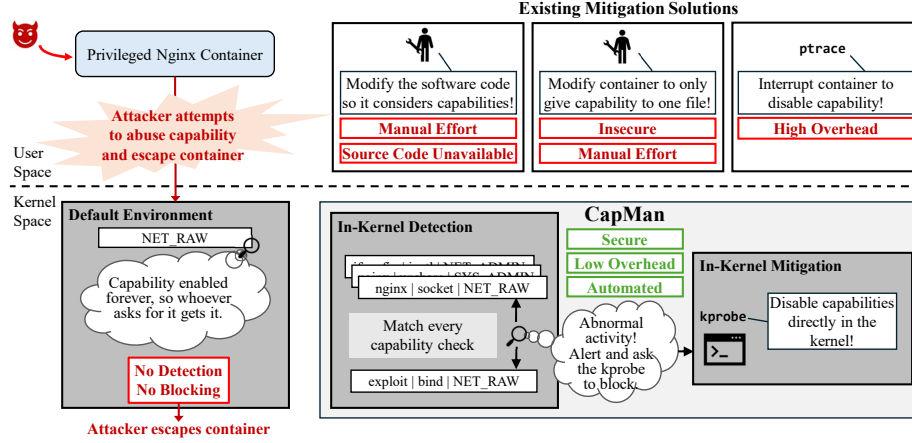 Existing Mitigation Solutions
Privileged Nginx Container
Attacker attempts
to abuse capability
and escape container
User
Space
Modify the software code
so it considers capabilities!
Manual Effort
Source Code Unavailable
Modify container to only
give capability to one file!
Insecure
Manual Effort
ptrace
Interrupt container to
disable capability!
High Overhead
Kernel
Space
Default Environment
NET_RAW
Capability enabled
forever, so whoever
asks for it gets it.
No Detection
No Blocking
Attacker escapes container
CapMan
Secure
Low Overhead
Automated
In-Kernel Detection
nginx | socket | NET_RAW
Match every
capability check
exploit | bind | NET_RAW
Abnormal
activity!
Alert and ask
the kprobe
to block.
In-Kernel Mitigation
kprobe
Disable capabilities
directly in the
kernel!